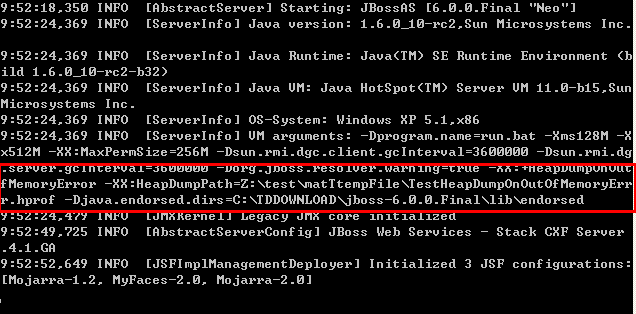 9:52:18,350 INFO  [AbstractServer] Starting: JBossAS [6.0.0.Final "Neo"]
9:52:24,369 INFO  [ServerInfo] Java version: 1.6.0_10-rc2,Sun Microsystems Inc.
9:52:24,369 INFO  [ServerInfo] Java Runtime: Java(TM) SE Runtime Environment (b
ild 1.6.0_10-rc2-b32)
9:52:24,369 INFO  [ServerInfo] Java VM: Java HotSpot(TM) Server VM 11.0-b15,Sun
Microsystems Inc.
9:52:24,369 INFO  [ServerInfo] OS-System: Windows XP 5.1,x86
9:52:24,369 INFO  [ServerInfo] VM arguments: -Dprogram.name=run.bat -Xms128M -X
x512M -XX:MaxPermSize=256M -Dsun.rmi.dgc.client.gcInterval=3600000 -Dsun.rmi.dg
.server.gcInterval=3600000 -Dorg.jboss.resolver.warning=true -XX:+HeapDumpOnOut
fMemoryError -XX:HeapDumpPath=Z:\test\matTtempFile\TestHeapDumpOnOutOfMemoryErr
r.hprof -Djava.endorsed.dirs=C:\TDDOWNLOAD\jboss-6.0.0.Final\lib\endorsed
9:52:24,479 INFO  [JMXKernel] Legacy JMX core initialized
9:52:49,725 INFO  [AbstractServerConfig] JBoss Web Services - Stack CXF Server
.4.1.GA
9:52:52,649 INFO  [JSFImplManagementDeployer] Initialized 3 JSF configurations:
[Mojarra-1.2, MyFaces-2.0, Mojarra-2.0]